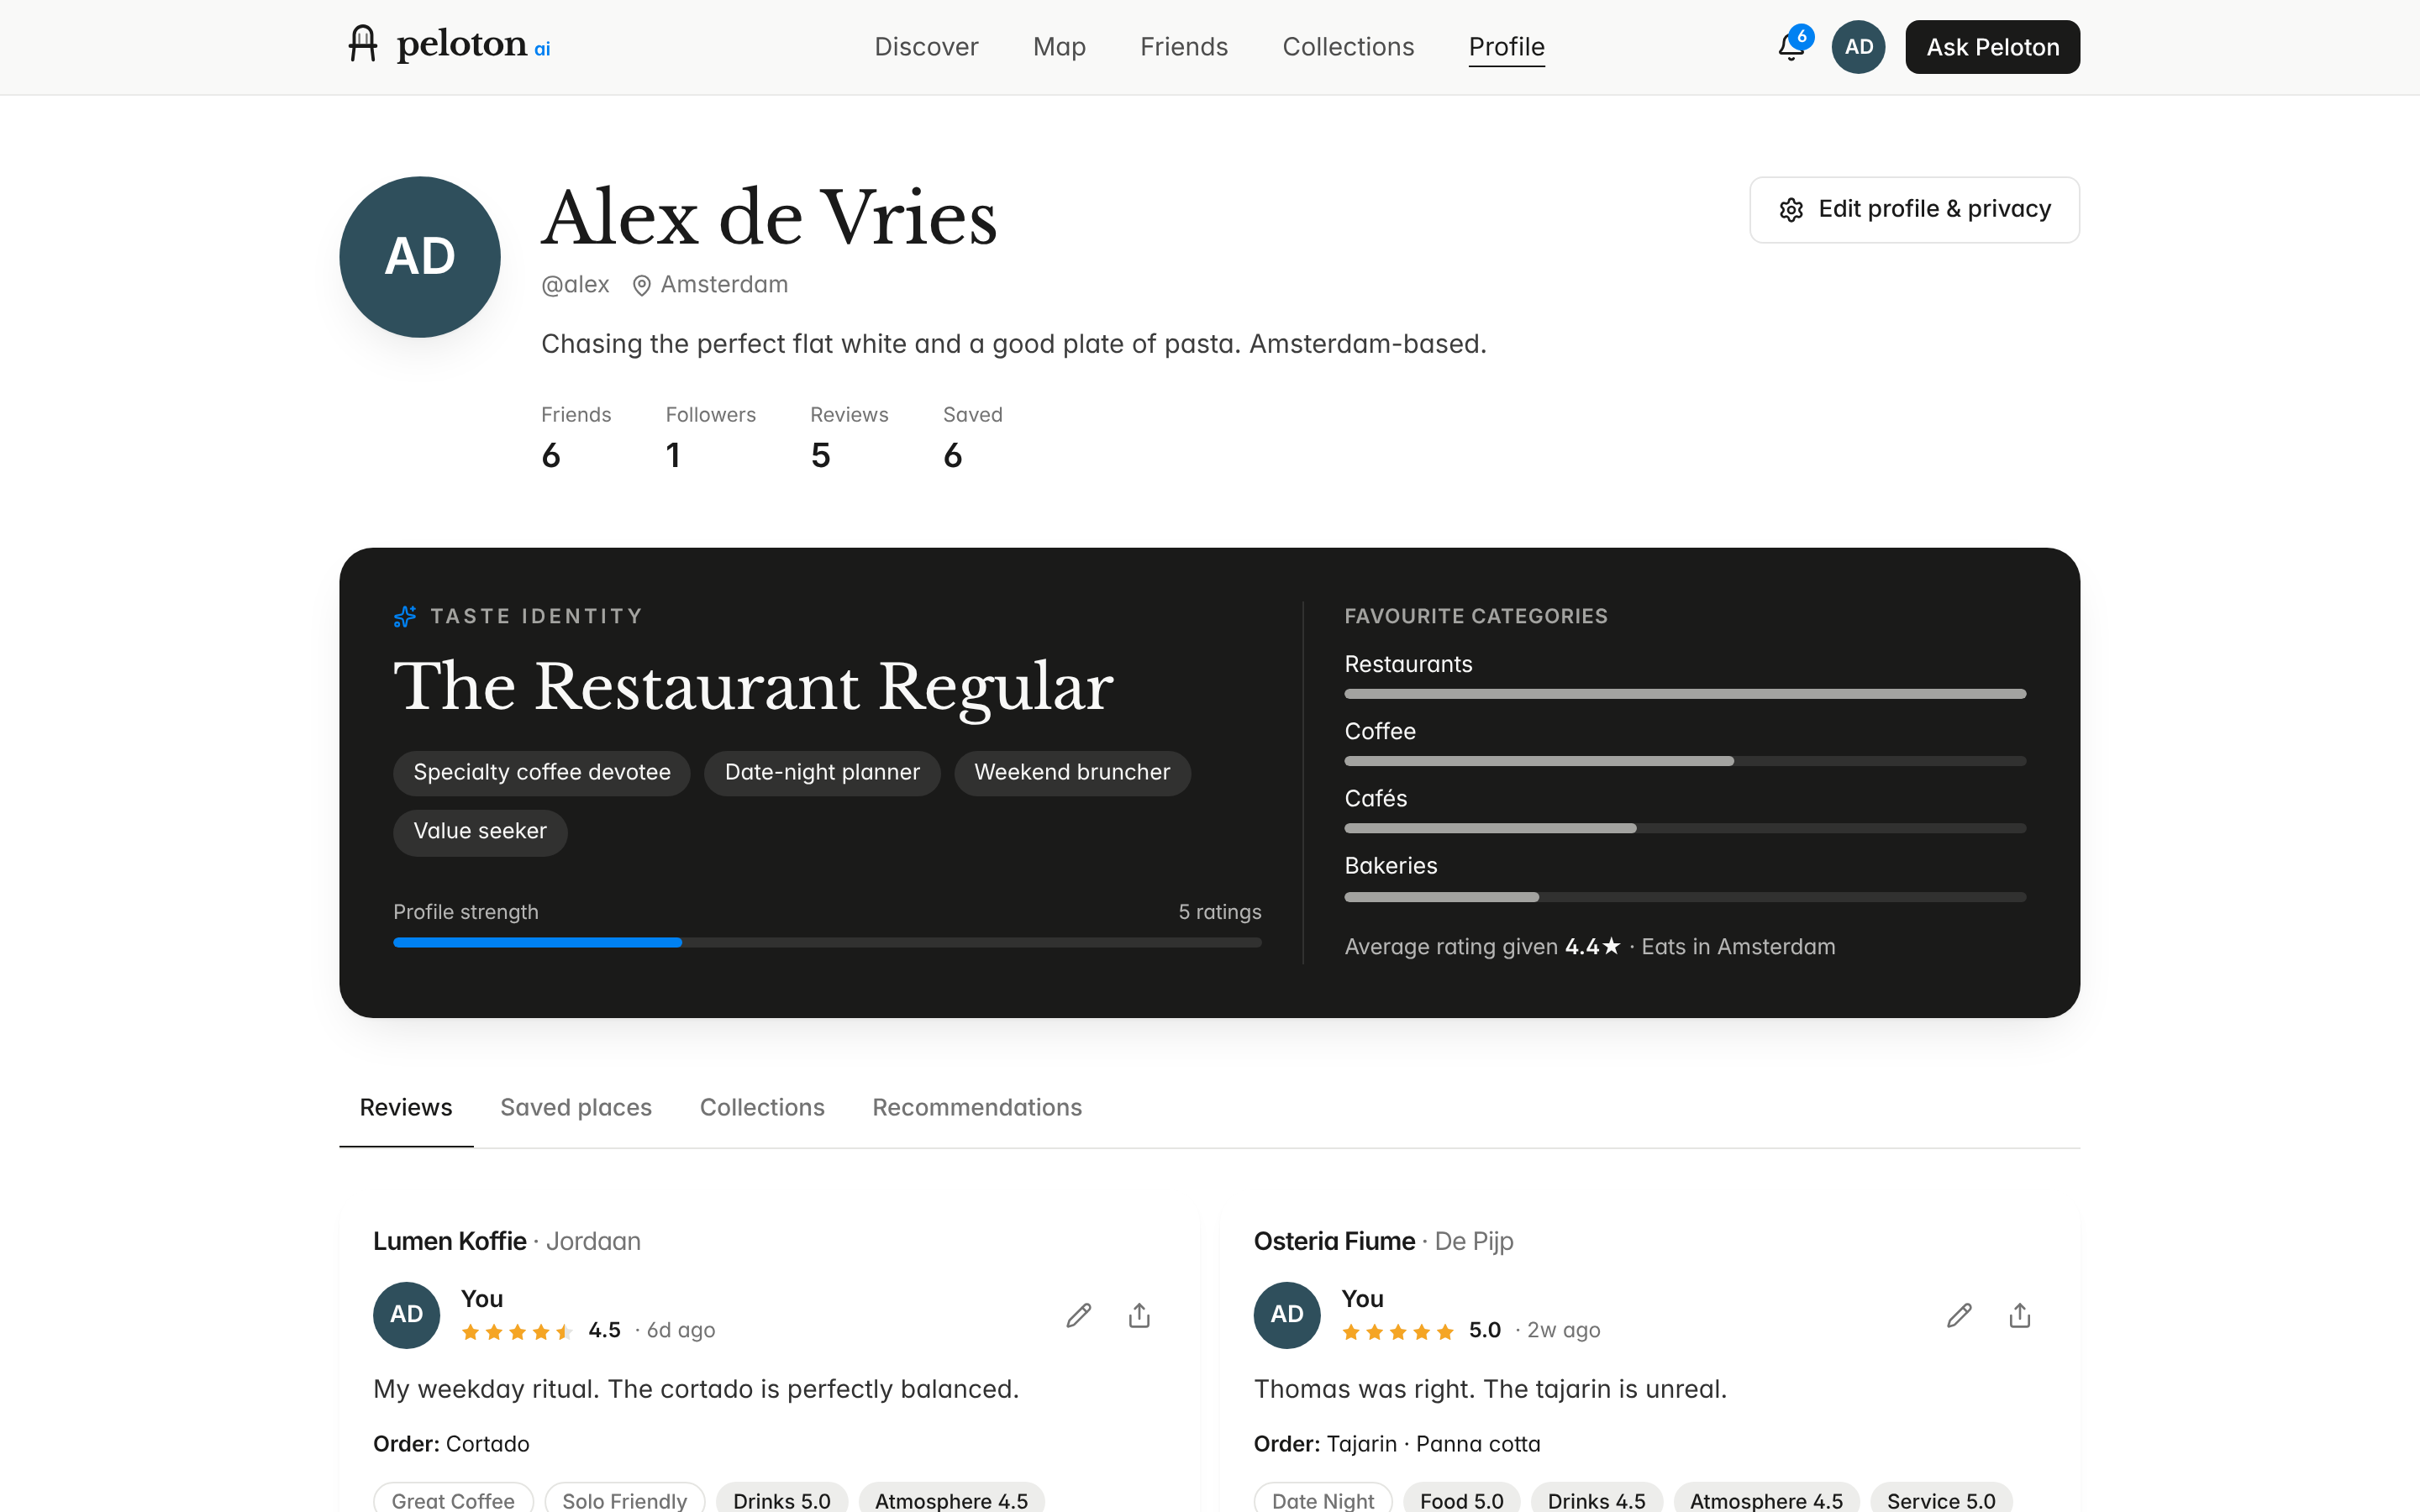 peloton ai
Discover
Map
Friends
Collections
Profile
6
AD
Ask Peloton
AD
Alex de Vries
Edit profile & privacy
@alex
Amsterdam
Chasing the perfect flat white and a good plate of pasta. Amsterdam-based.
Friends
6
Followers
1
Reviews
5
Saved
6
TASTE IDENTITY
The Restaurant Regular
Specialty coffee devotee
Date-night planner
Weekend bruncher
Value seeker
Profile strength
5 ratings
FAVOURITE CATEGORIES
Restaurants
Coffee
Cafés
Bakeries
Average rating given 4.4★ · Eats in Amsterdam
Reviews
Saved places
Collections
Recommendations
Lumen Koffie · Jordaan
AD
You
4.5 · 6d ago
My weekday ritual. The cortado is perfectly balanced.
Order: Cortado
Great Coffee
Solo Friendly
Drinks 5.0
Atmosphere 4.5
Osteria Fiume · De Pijp
AD
You
5.0 · 2w ago
Thomas was right. The tajarin is unreal.
Order: Tajarin · Panna cotta
Date Night
Food 5.0
Drinks 4.5
Atmosphere 4.5
Service 5.0